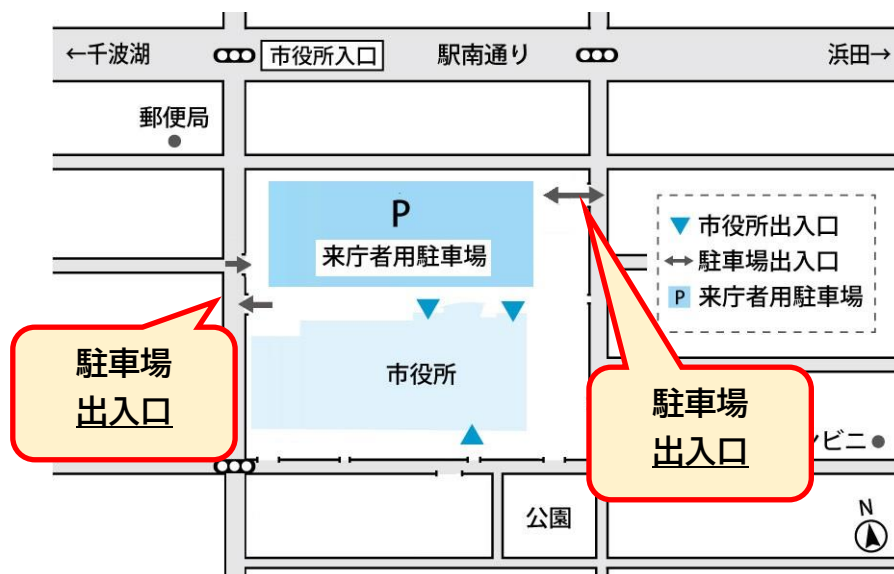 ←千波湖
市役所入口
駅南通り
浜田→
郵便局
P
来庁者用駐車場
市役所出入口
駐車場出入口
P 来庁者用駐車場
駐車場
出入口
市役所
駐車場
出入口
ビニ
公園
N